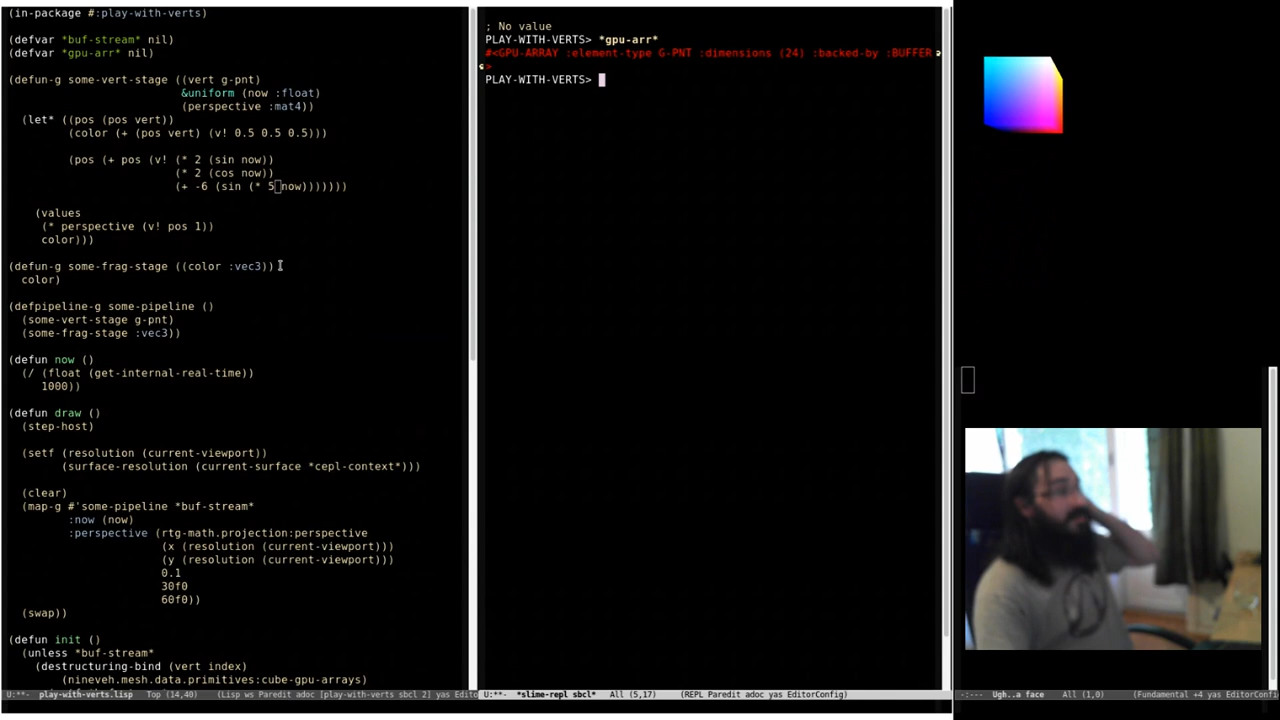 (in-package #:play-with-verts)
(defvar *buf-stream* nil)
(defvar *gpu-arr* nil)
(defun-g some-vert-stage ((vert g-pnt)
&uniform (now :float)
(perspective :mat4))
(let* ((pos (pos vert))
(color (+ (pos vert) (v! 0.5 0.5 0.5)))
(pos (+ pos (v! (* 2 (sin now))
(* 2 (cos now))
(+ -6 (sin (* 5 now)))))))
(values
(* perspective (v! pos 1))
color)))
(defun-g some-frag-stage ((color :vec3))
color)
(defpipeline-g some-pipeline ()
(some-vert-stage g-pnt)
(some-frag-stage :vec3))
(defun now ()
(/ (float (get-internal-real-time))
1000))
(defun draw ()
(step-host)
(setf (resolution (current-viewport))
(surface-resolution (current-surface *cepl-context*)))
(clear)
(map-g #'some-pipeline *buf-stream*
:now (now)
:perspective (rtg-math.projection:perspective
(x (resolution (current-viewport)))
(y (resolution (current-viewport)))
0.1
30f0
60f0))
(swap))
(defun init ()
(unless *buf-stream*
(destructuring-bind (vert index)
(nineveh.mesh.data.primitives:cube-gpu-arrays)
U:**- play-with-verts.lisp Top (14,40) (Lisp ws Paredit adoc [play-with-verts sbcl 2] yas Edito
; No value
PLAY-WITH-VERTS> *gpu-arr*
#<GPU-ARRAY :element-type G-PNT :dimensions (24) :backed-by :BUFFER
>
PLAY-WITH-VERTS>
U:**- *slime-repl sbcl* All (5,17) (REPL Paredit adoc EditorConfig)
-:--- Ugh..a face All (1,0) (Fundamental +4 yas EditorConfi